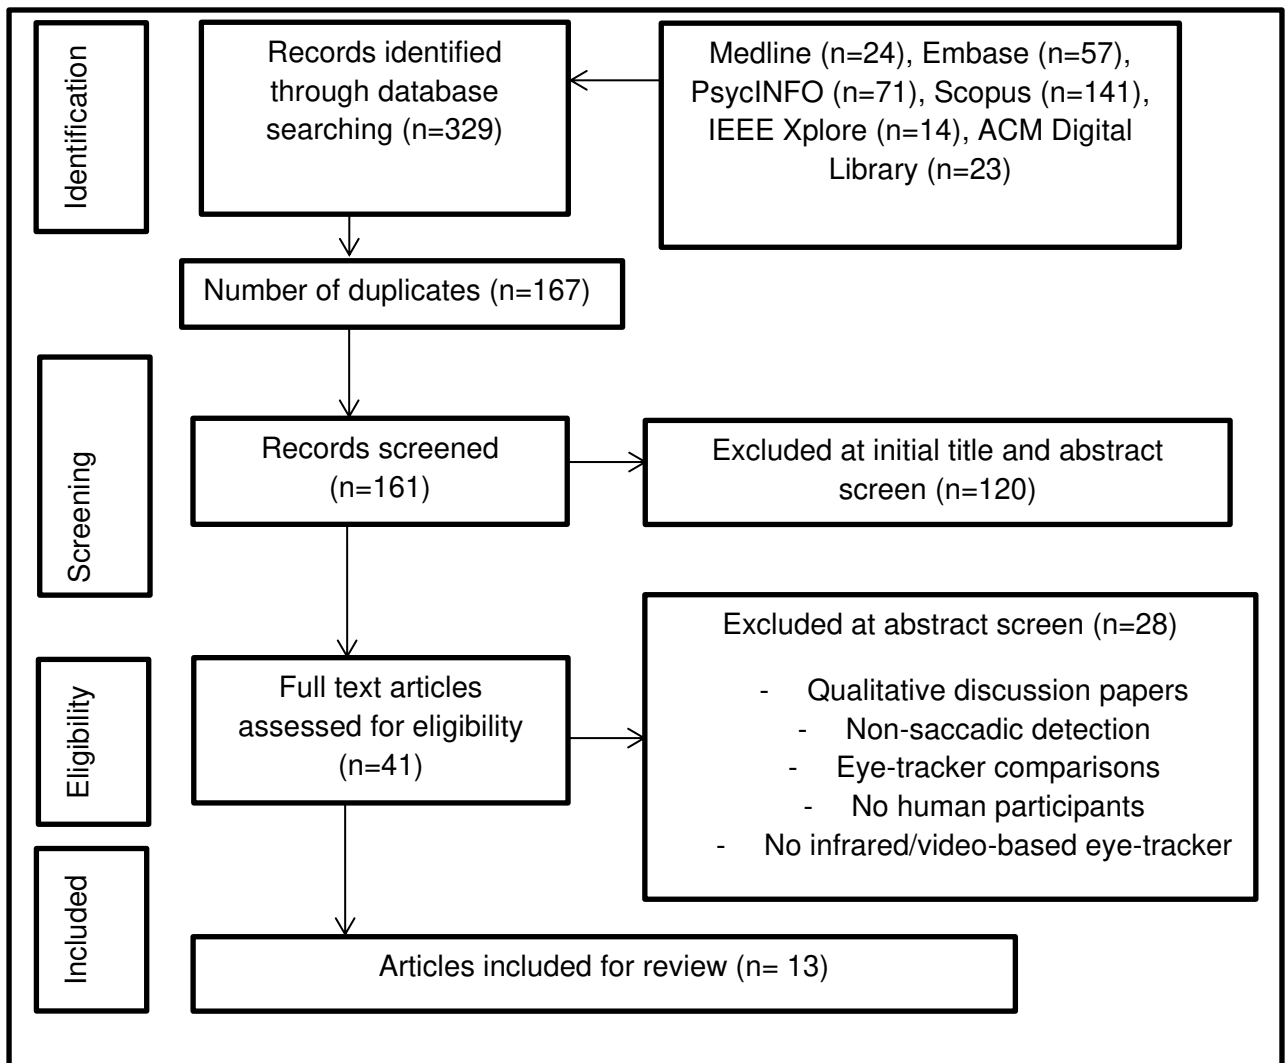 Identification
Records identified
through database
searching (n=329)
Medline (n=24), Embase (n=57),
PsycINFO (n=71), Scopus (n=141),
IEEE Xplore (n=14), ACM Digital
Library (n=23)
Number of duplicates (n=167)
Screening
Records screened
(n=161)
Excluded at initial title and abstract
screen (n=120)
Eligibility
Full text articles
assessed for eligibility
(n=41)
Excluded at abstract screen (n=28)
- Qualitative discussion papers
- Non-saccadic detection
- Eye-tracker comparisons
- No human participants
- No infrared/video-based eye-tracker
Included
Articles included for review (n= 13)